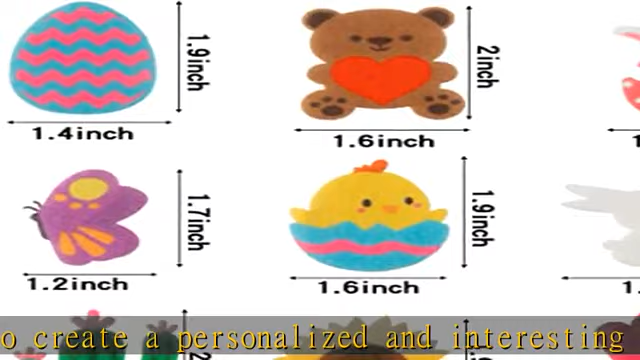 1.9inch
2inch
1.4inch
1.6inch
1.7inch
1.9inch
1.2inch
1.6inch
o create a personalized and interesting